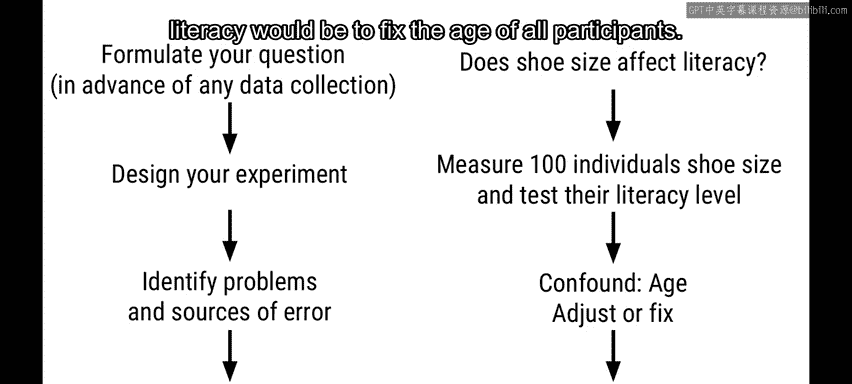 GPT中英字幕课程资源@bilibili.com
literacy would be to fix the age of all participants.
Formulate your question
(in advance of any data collection)
Design your experiment
Identify problems
and sources of error
Does shoe size affect literacy?
Measure 100 individuals shoe size
and test their literacy level
Confound: Age
Adjust or fix